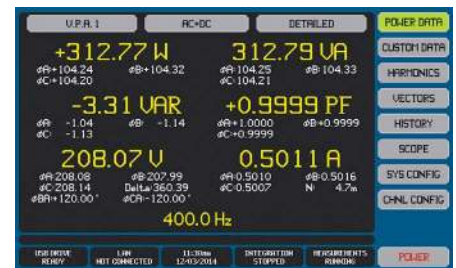 U.P.A. 1 AC+DC DETAILED POWER DATA
CUSTOM DATA
+312.77 W 312.79 VA
øA:+104.24 øB:+104.32 øA:104.25 øB:104.33
øC:+104.20 øC:104.21
HARMONICS
VECTORS
-3.31 VAR +0.9999 PF
øA: -1.04 øB: -1.14 øA:+1.0000 øB:+0.9999
øC: -1.13 øC:+0.9999
HISTORY
SCOPE
208.07 V 0.5011 A
øA:208.08 øB:207.99 øA:0.5010 øB:0.5016
øC:208.14 Delta:360.39 øC:0.5007 N: 4.7m
øBA:+120.00° øCA:-120.00°
SYS CONFIG
CHNL CONFIG
400.0 Hz
USB DRIVE LAN 11:30am INTEGRATION MEASUREMENTS
READY NOT CONNECTED 12/03/2014 STOPPED RUNNING
POWER